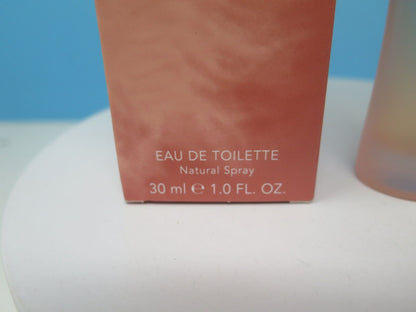 EAU DE TOILETTE
Natural Spray
30 ml ℮ 1.0 FL. OZ.